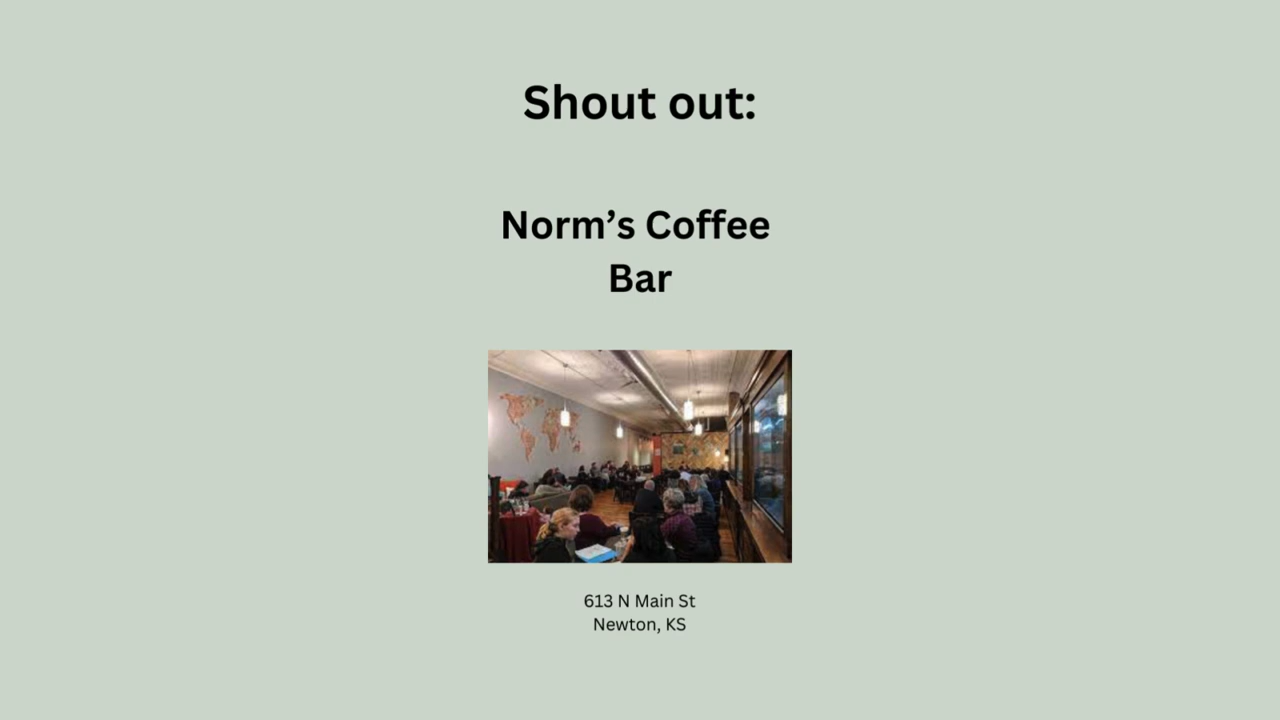 Shout out:
Norm’s Coffee
Bar
613 N Main St
Newton, KS